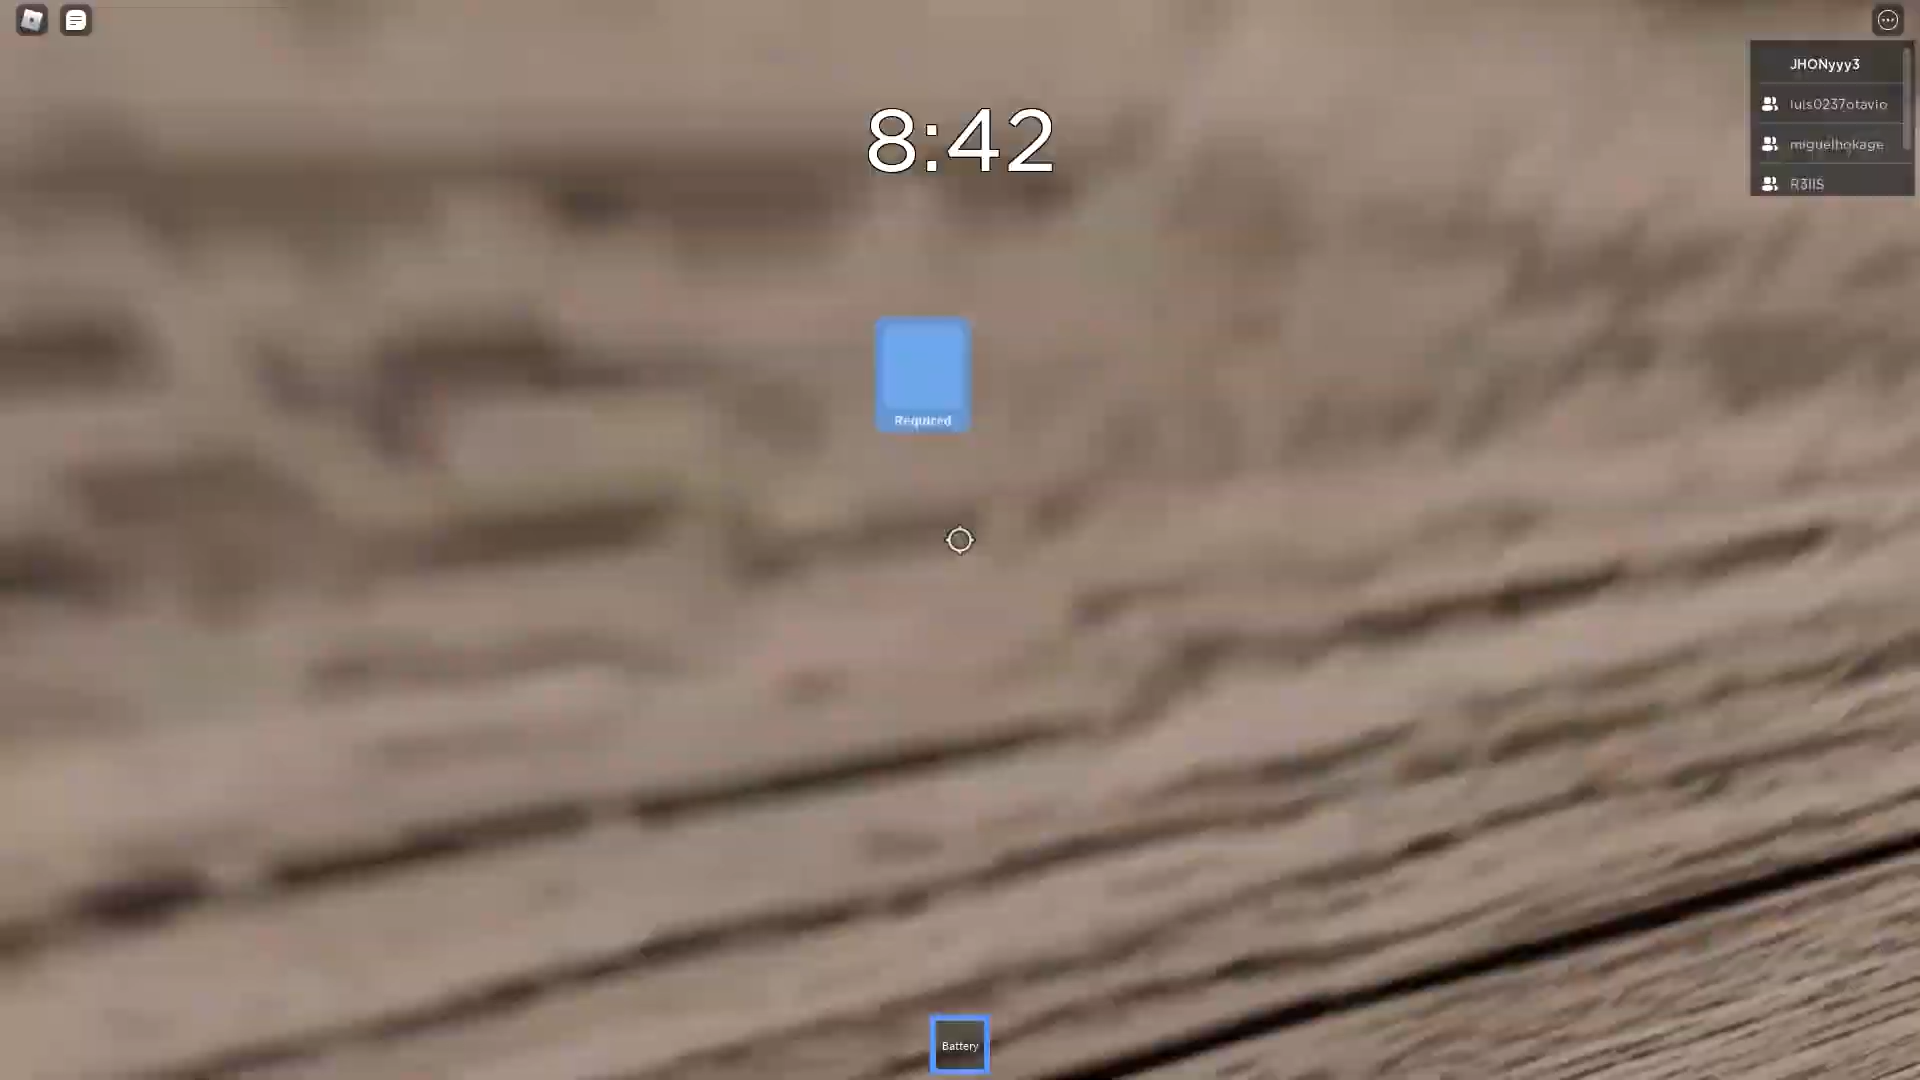 8:42
JHONyyy3
luis0237otavio
miguelhokage
R3IIS
Required
Battery